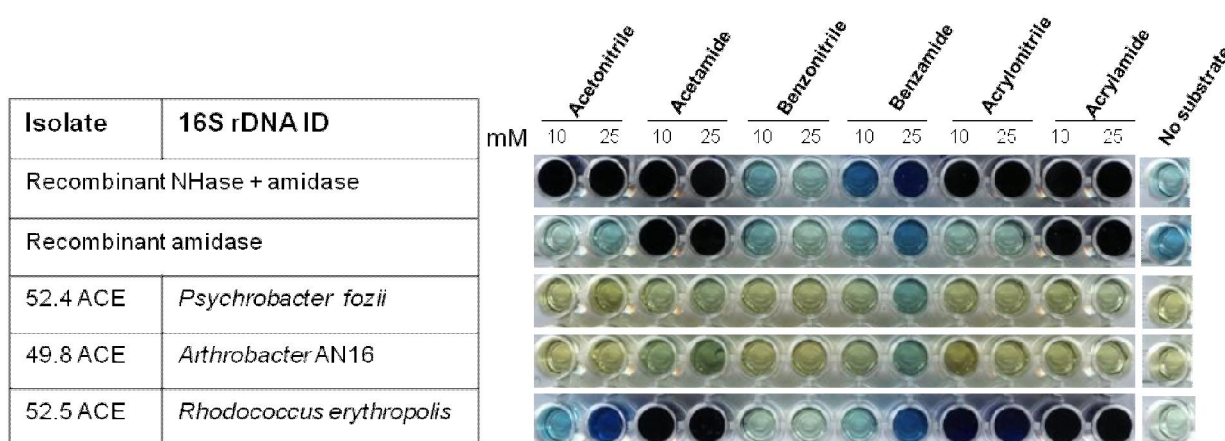 Acetonitrile Acetamide Benzonitrile Benzamide Acrylonitrile Acrylamide No substrate
mM 10 25 10 25 10 25 10 25 10 25 10 25
Isolate 16S rDNA ID
Recombinant NHase + amidase
Recombinant amidase
52.4 ACE Psychrobacter fozii
49.8 ACE Arthrobacter AN16
52.5 ACE Rhodococcus erythropolis